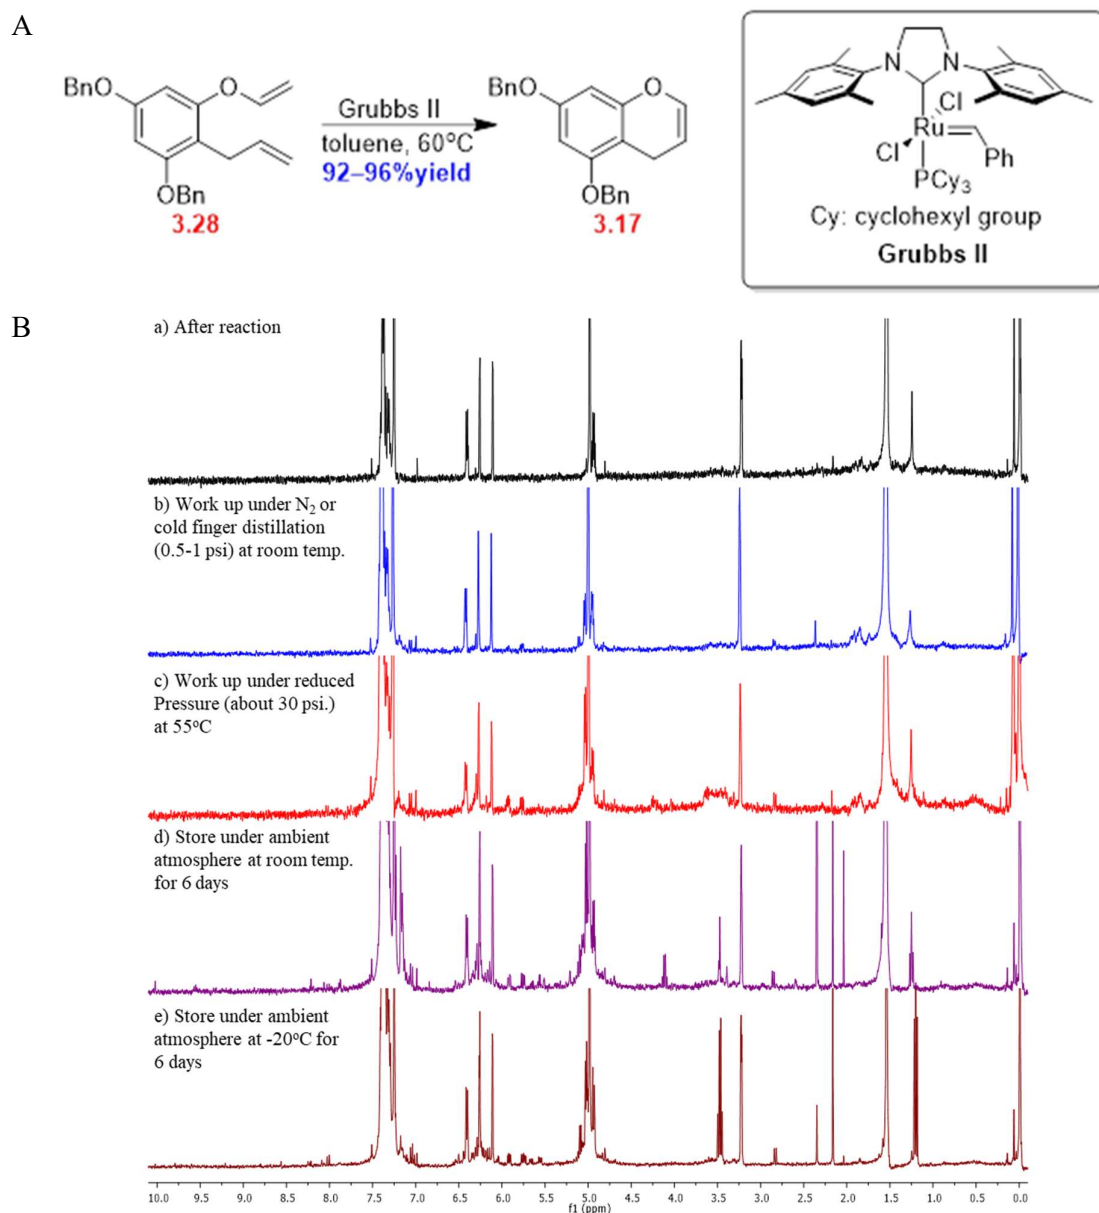 A
BnO
O
Grubbs II
toluene, 60°C
92–96%yield
OBn
3.28
BnO
O
OBn
3.17
N
N
Cl
Ru
Cl
Ph
PCy3
Cy: cyclohexyl group
Grubbs II
B
a) After reaction
b) Work up under N2 or
cold finger distillation
(0.5-1 psi) at room temp.
c) Work up under reduced
Pressure (about 30 psi.)
at 55°C
d) Store under ambient
atmosphere at room temp.
for 6 days
e) Store under ambient
atmosphere at -20°C for
6 days
10.0 9.5 9.0 8.5 8.0 7.5 7.0 6.5 6.0 5.5 5.0 4.5 4.0 3.5 3.0 2.5 2.0 1.5 1.0 0.5 0.0
f1 (ppm)